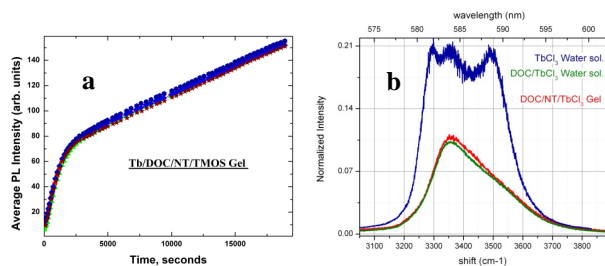 a
Average PL Intensity (arb. units)
140
120
100
80
60
40
20
Tb/DOC/NT/TMOS Gel
0
5000
10000
15000
Time, seconds
wavelength (nm)
575
580
585
590
595
600
b
TbCl₃ Water sol.
DOC/TbCl₃ Water sol.
DOC/NT/TbCl₃ Gel
Normalized Intensity
0.21
0.14
0.07
0.00
3100
3200
3300
3400
3500
3600
3700
3800
shift (cm-1)